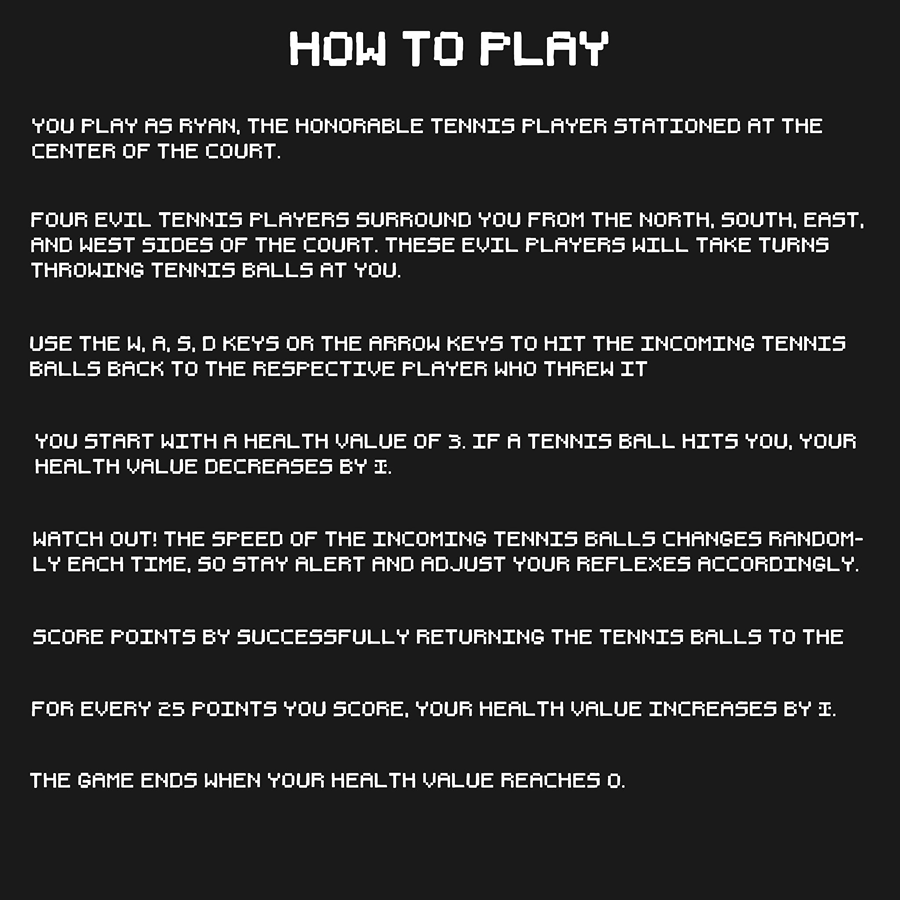 HOW TO PLAY
YOU PLAY AS RYAN, THE HONORABLE TENNIS PLAYER STATIONED AT THE
CENTER OF THE COURT.
FOUR EVIL TENNIS PLAYERS SURROUND YOU FROM THE NORTH, SOUTH, EAST,
AND WEST SIDES OF THE COURT. THESE EVIL PLAYERS WILL TAKE TURNS
THROWING TENNIS BALLS AT YOU.
USE THE W, A, S, D KEYS OR THE ARROW KEYS TO HIT THE INCOMING TENNIS
BALLS BACK TO THE RESPECTIVE PLAYER WHO THREW IT
YOU START WITH A HEALTH VALUE OF 3. IF A TENNIS BALL HITS YOU, YOUR
HEALTH VALUE DECREASES BY 1.
WATCH OUT! THE SPEED OF THE INCOMING TENNIS BALLS CHANGES RANDOM-
LY EACH TIME, SO STAY ALERT AND ADJUST YOUR REFLEXES ACCORDINGLY.
SCORE POINTS BY SUCCESSFULLY RETURNING THE TENNIS BALLS TO THE
FOR EVERY 25 POINTS YOU SCORE, YOUR HEALTH VALUE INCREASES BY 1.
THE GAME ENDS WHEN YOUR HEALTH VALUE REACHES 0.